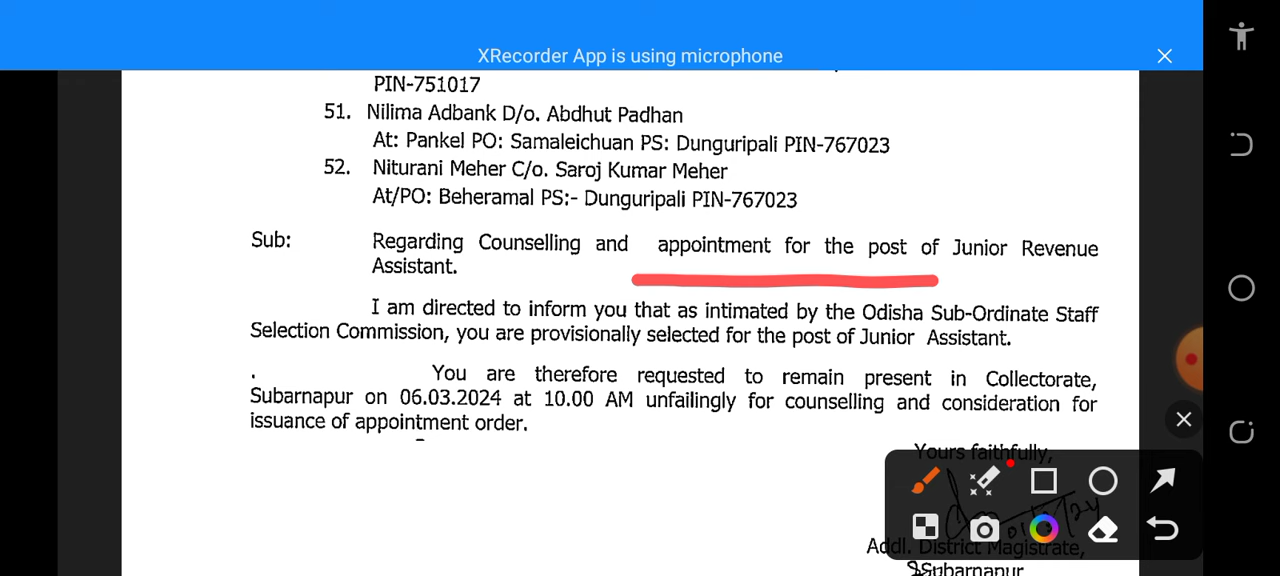 XRecorder App is using microphone
PIN-751017
51. Nilima Adbank D/o. Abdhut Padhan
At: Pankel PO: Samaleichuan PS: Dunguripali PIN-767023
52. Niturani Meher C/o. Saroj Kumar Meher
At/PO: Beheramal PS:- Dunguripali PIN-767023
Sub: Regarding Counselling and appointment for the post of Junior Revenue
Assistant.
I am directed to inform you that as intimated by the Odisha Sub-Ordinate Staff
Selection Commission, you are provisionally selected for the post of Junior Assistant.
. You are therefore requested to remain present in Collectorate,
Subarnapur on 06.03.2024 at 10.00 AM unfailingly for counselling and consideration for
issuance of appointment order.
Yours faithfully,
Addl. District Magistrate,
Subarnapur